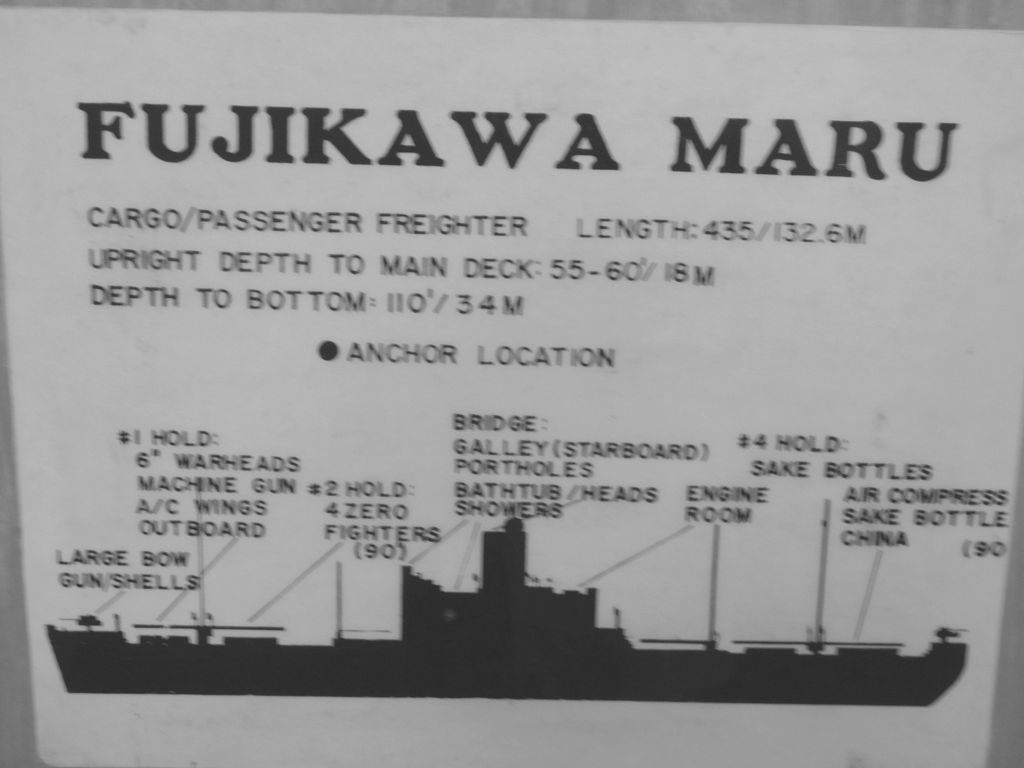 FUJIKAWA MARU
CARGO/PASSENGER FREIGHTER LENGTH: 435/132.6M
UPRIGHT DEPTH TO MAIN DECK: 55-60'/18M
DEPTH TO BOTTOM: 110'/34M
● ANCHOR LOCATION
#1 HOLD:
6" WARHEADS
MACHINE GUN
A/C WINGS
OUTBOARD
LARGE BOW
GUN/SHELLS
#2 HOLD:
4 ZERO
FIGHTERS
(90')
BRIDGE:
GALLEY (STARBOARD)
PORTHOLES
BATHTUB/HEADS
SHOWERS
ENGINE
ROOM
#4 HOLD:
SAKE BOTTLES
AIR COMPRESS
SAKE BOTTLE
CHINA (90